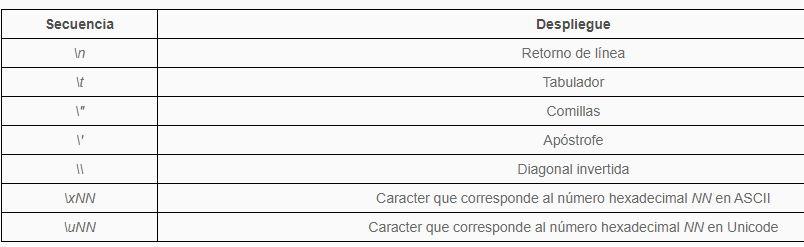 Secuencia Despliegue
\n Retorno de línea
\t Tabulador
\" Comillas
\' Apóstrofe
\\ Diagonal invertida
\xNN Caracter que corresponde al número hexadecimal NN en ASCII
\uNN Caracter que corresponde al número hexadecimal NN en Unicode